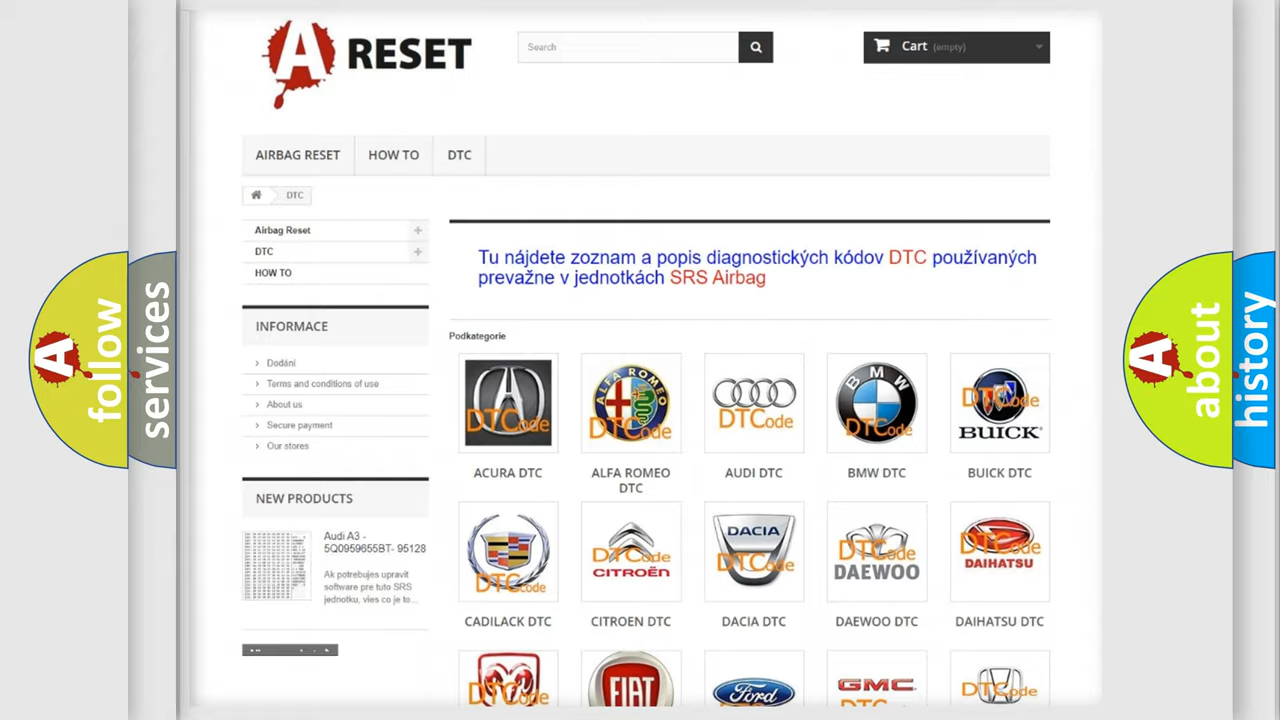 A RESET
Search
Cart (empty)
AIRBAG RESET
HOW TO
DTC
DTC
Airbag Reset
DTC
HOW TO
INFORMACE
Dodání
Terms and conditions of use
About us
Secure payment
Our stores
NEW PRODUCTS
Audi A3 -
5Q0959655BT- 95128
Ak potrebujes upravit
software pre tuto SRS
jednotku, vies co je to...
Tu nájdete zoznam a popis diagnostických kódov DTC používaných
prevažne v jednotkách SRS Airbag
Podkategorie
DTCode
ALFA ROMEO
DTCode
DTCode
BMW
DTCode
DTCode
BUICK
ACURA DTC
ALFA ROMEO
DTC
AUDI DTC
BMW DTC
BUICK DTC
DTCode
DTCode
CITROËN
DACIA
DTCode
DTCode
DAEWOO
DTCode
DAIHATSU
CADILACK DTC
CITROEN DTC
DACIA DTC
DAEWOO DTC
DAIHATSU DTC
DTCode
FIAT
Ford
GMC
DTCode
A follow
services
A about
history